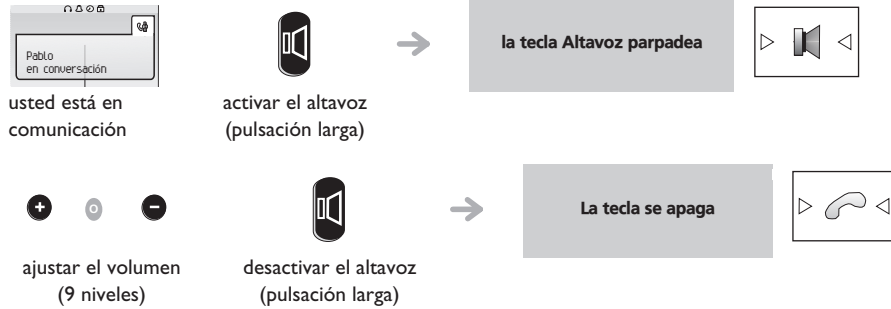 Pablo
en conversación
usted está en
comunicación
activar el altavoz
(pulsación larga)
la tecla Altavoz parpadea
o
ajustar el volumen
(9 niveles)
desactivar el altavoz
(pulsación larga)
La tecla se apaga